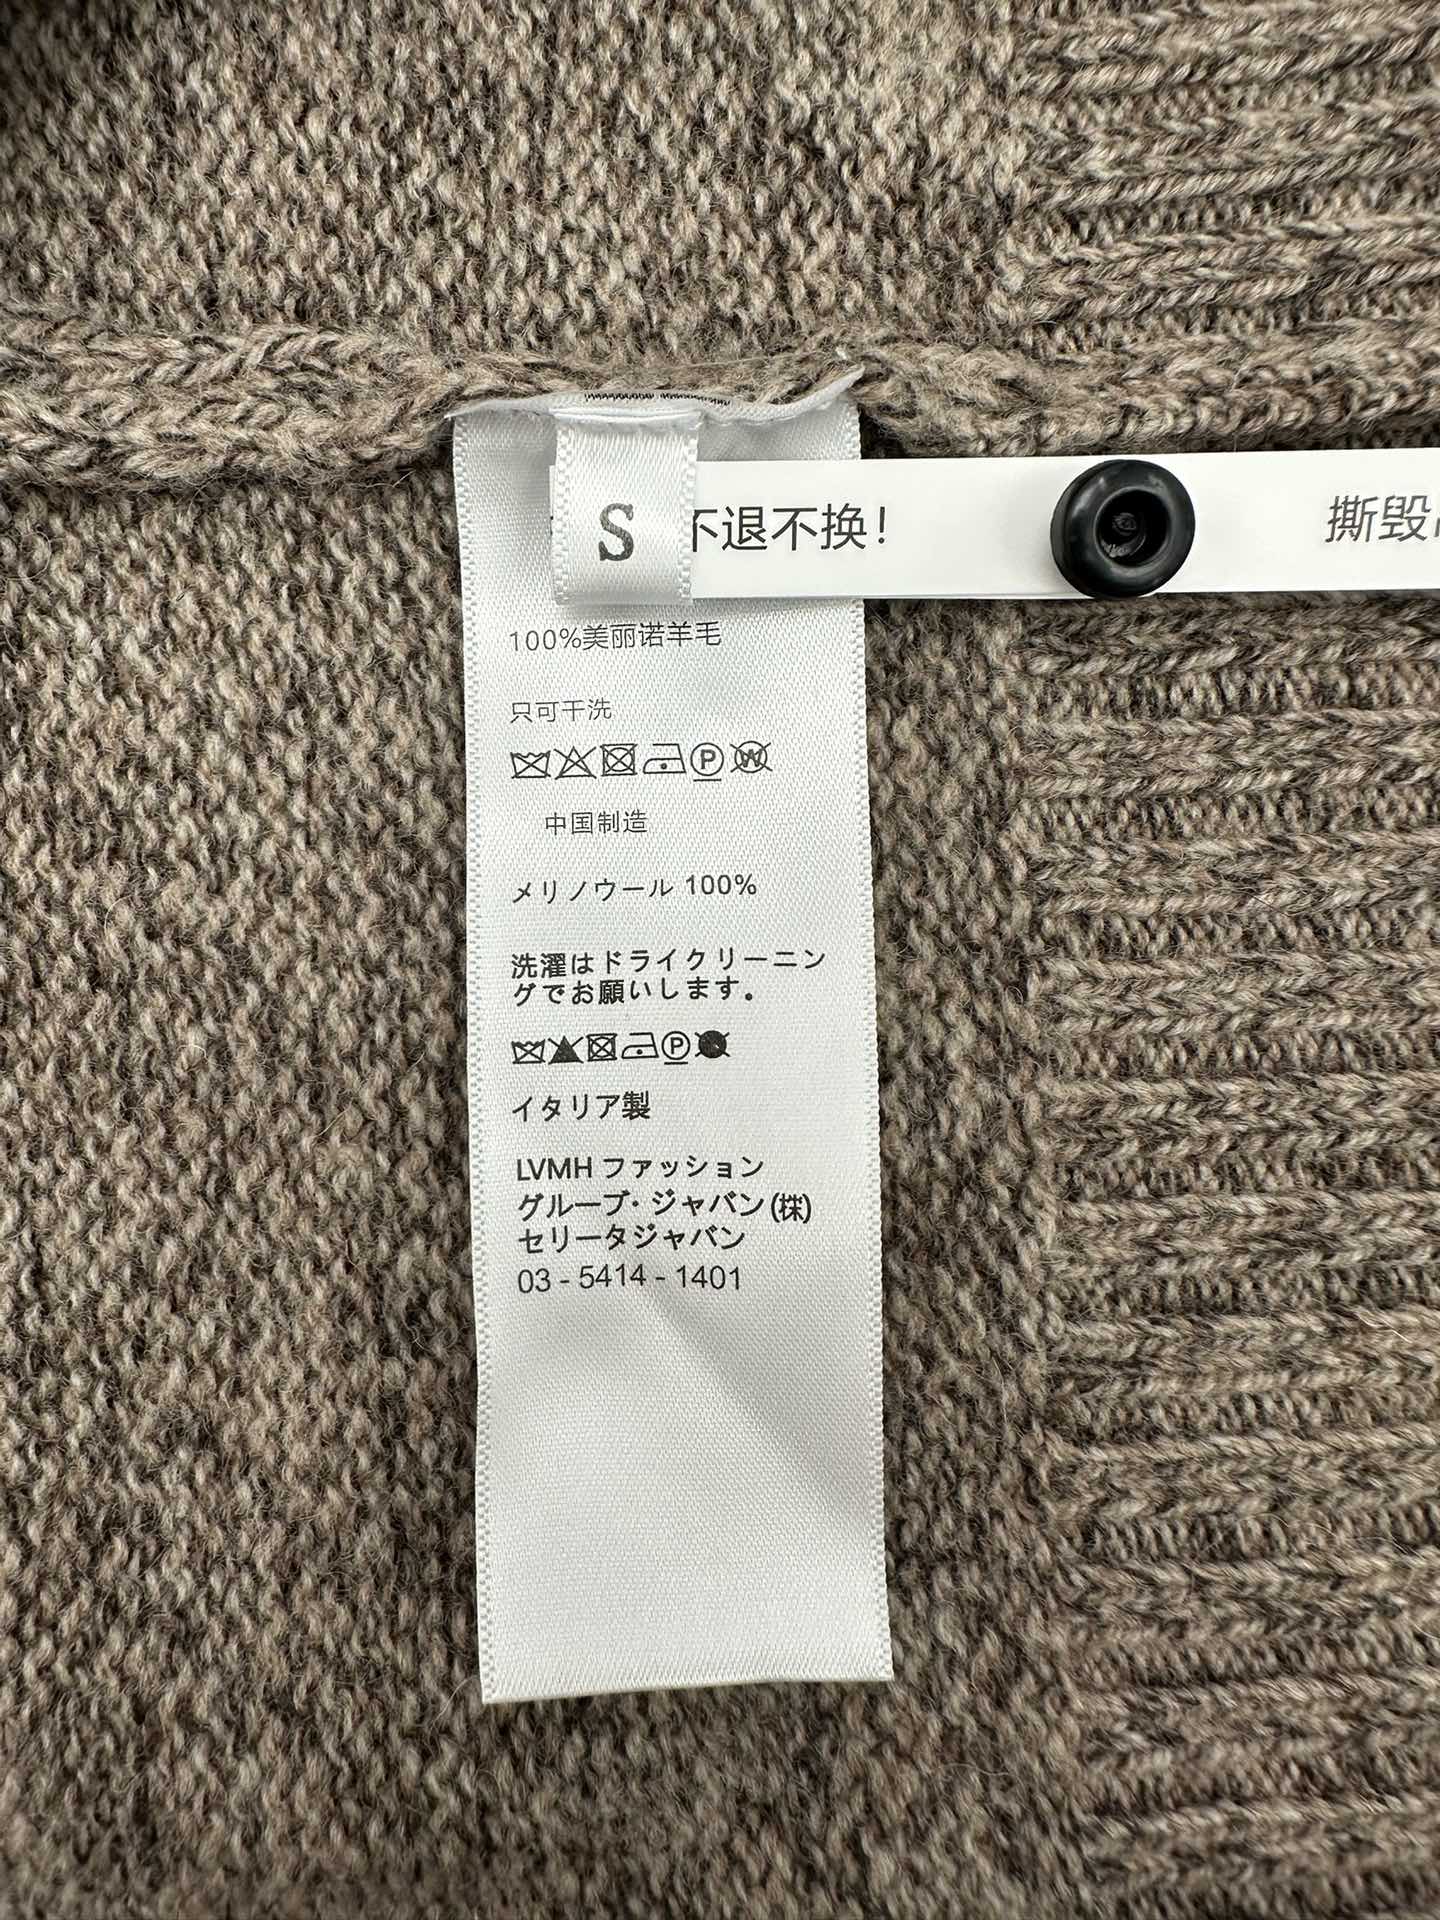 S
不退不换!
撕毁
100%美丽诺羊毛
只可干洗
P W
中国制造
メリノウール 100%
洗濯はドライクリーニン
グでお願いします。
P
イタリア製
LVMH ファッション
グループ・ジャパン(株)
セリータジャパン
03 - 5414 - 1401